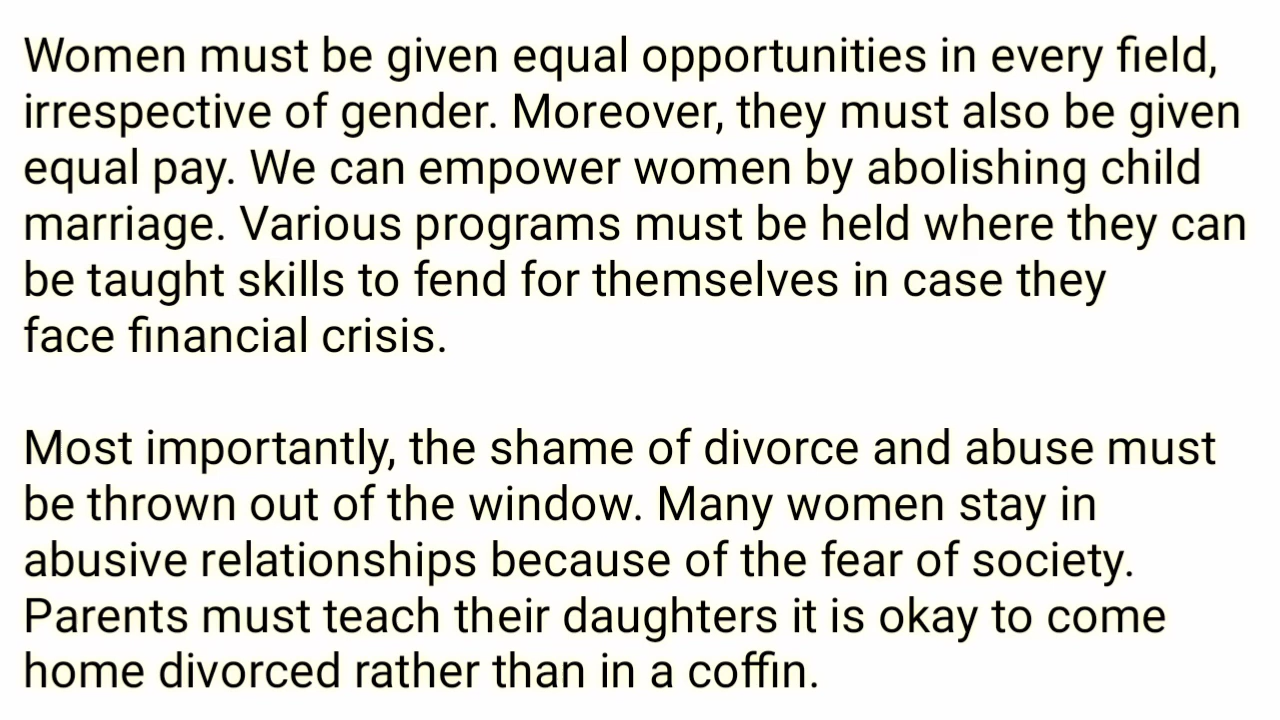 Women must be given equal opportunities in every field,
irrespective of gender. Moreover, they must also be given
equal pay. We can empower women by abolishing child
marriage. Various programs must be held where they can
be taught skills to fend for themselves in case they
face financial crisis.
Most importantly, the shame of divorce and abuse must
be thrown out of the window. Many women stay in
abusive relationships because of the fear of society.
Parents must teach their daughters it is okay to come
home divorced rather than in a coffin.